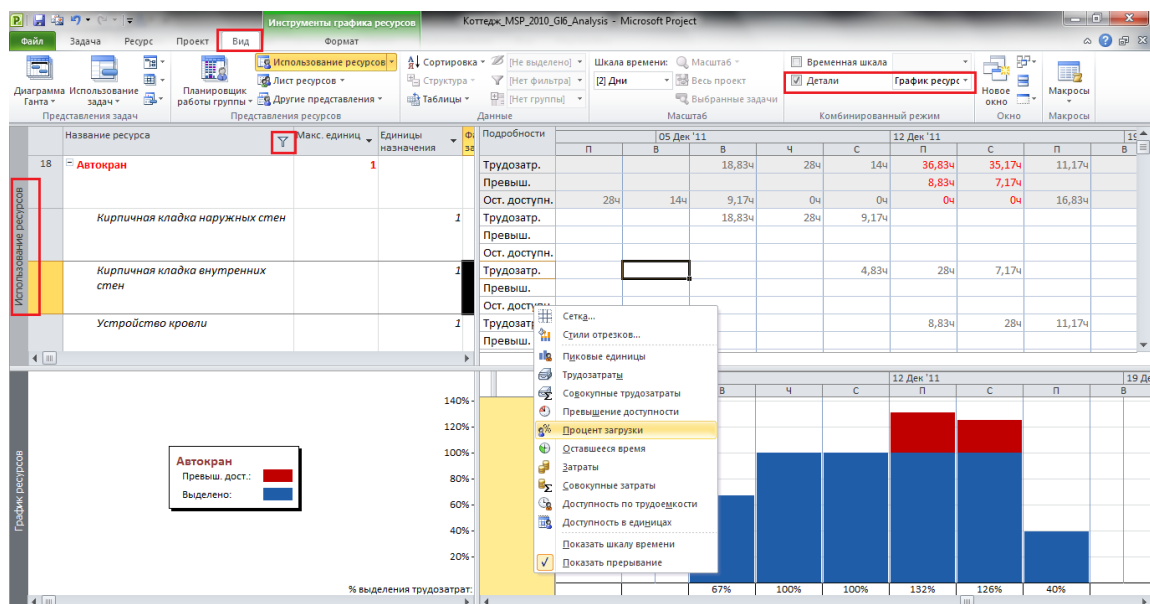 Инструменты графика ресурсов
Коттедж_MSP_2010_GI6_Analysis - Microsoft Project
Файл Задача Ресурс Проект Вид Формат
Диаграмма Ганта
Использование задач
Представления задач
Планировщик работы группы
Использование ресурсов
Лист ресурсов
Другие представления
Представления ресурсов
Сортировка
Структура
Таблицы
[Не выделено]
[Нет фильтра]
[Нет группы]
Данные
Шкала времени:
[2] Дни
Масштаб
Весь проект
Выбранные задачи
Масштаб
Временная шкала
Детали График ресурс
Комбинированный режим
Новое окно
Окно
Макросы
Макросы
Название ресурса Макс. единиц Единицы назначения
Подробности 05 Дек '11 12 Дек '11
П В В Ч С П С П В
18 Автокран 1
Трудозатр. 18,83ч 28ч 14ч 36,83ч 35,17ч 11,17ч
Превыш. 8,83ч 7,17ч
Ост. доступн. 28ч 14ч 9,17ч 0ч 0ч 0ч 0ч 16,83ч
Кирпичная кладка наружных стен 1
Трудозатр. 18,83ч 28ч 9,17ч
Превыш.
Ост. доступн.
Кирпичная кладка внутренних стен 1
Трудозатр. 4,83ч 28ч 7,17ч
Превыш.
Ост. доступн.
Устройство кровли 1
Трудозат 8,83ч 28ч 11,17ч
Превыш.
Использование ресурсов
Сетка...
Стили отрезков...
Пиковые единицы
Трудозатраты
Совокупные трудозатраты
Превышение доступности
Процент загрузки
Оставшееся время
Затраты
Совокупные затраты
Доступность по трудоемкости
Доступность в единицах
Показать шкалу времени
Показать прерывание
График ресурсов
Автокран
Превыш. дост.:
Выделено:
12 Дек '11 19 Де
В Ч С П С П В
140%
120%
100%
80%
60%
40%
20%
% выделения трудозатрат: 67% 100% 100% 132% 126% 40%